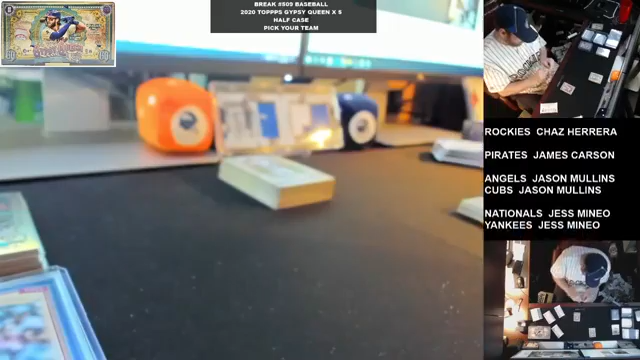 BREAK #509 BASEBALL
2020 TOPPPS GYPSY QUEEN X 5
HALF CASE
PICK YOUR TEAM
ROCKIES CHAZ HERRERA
PIRATES JAMES CARSON
ANGELS JASON MULLINS
CUBS JASON MULLINS
NATIONALS JESS MINEO
YANKEES JESS MINEO